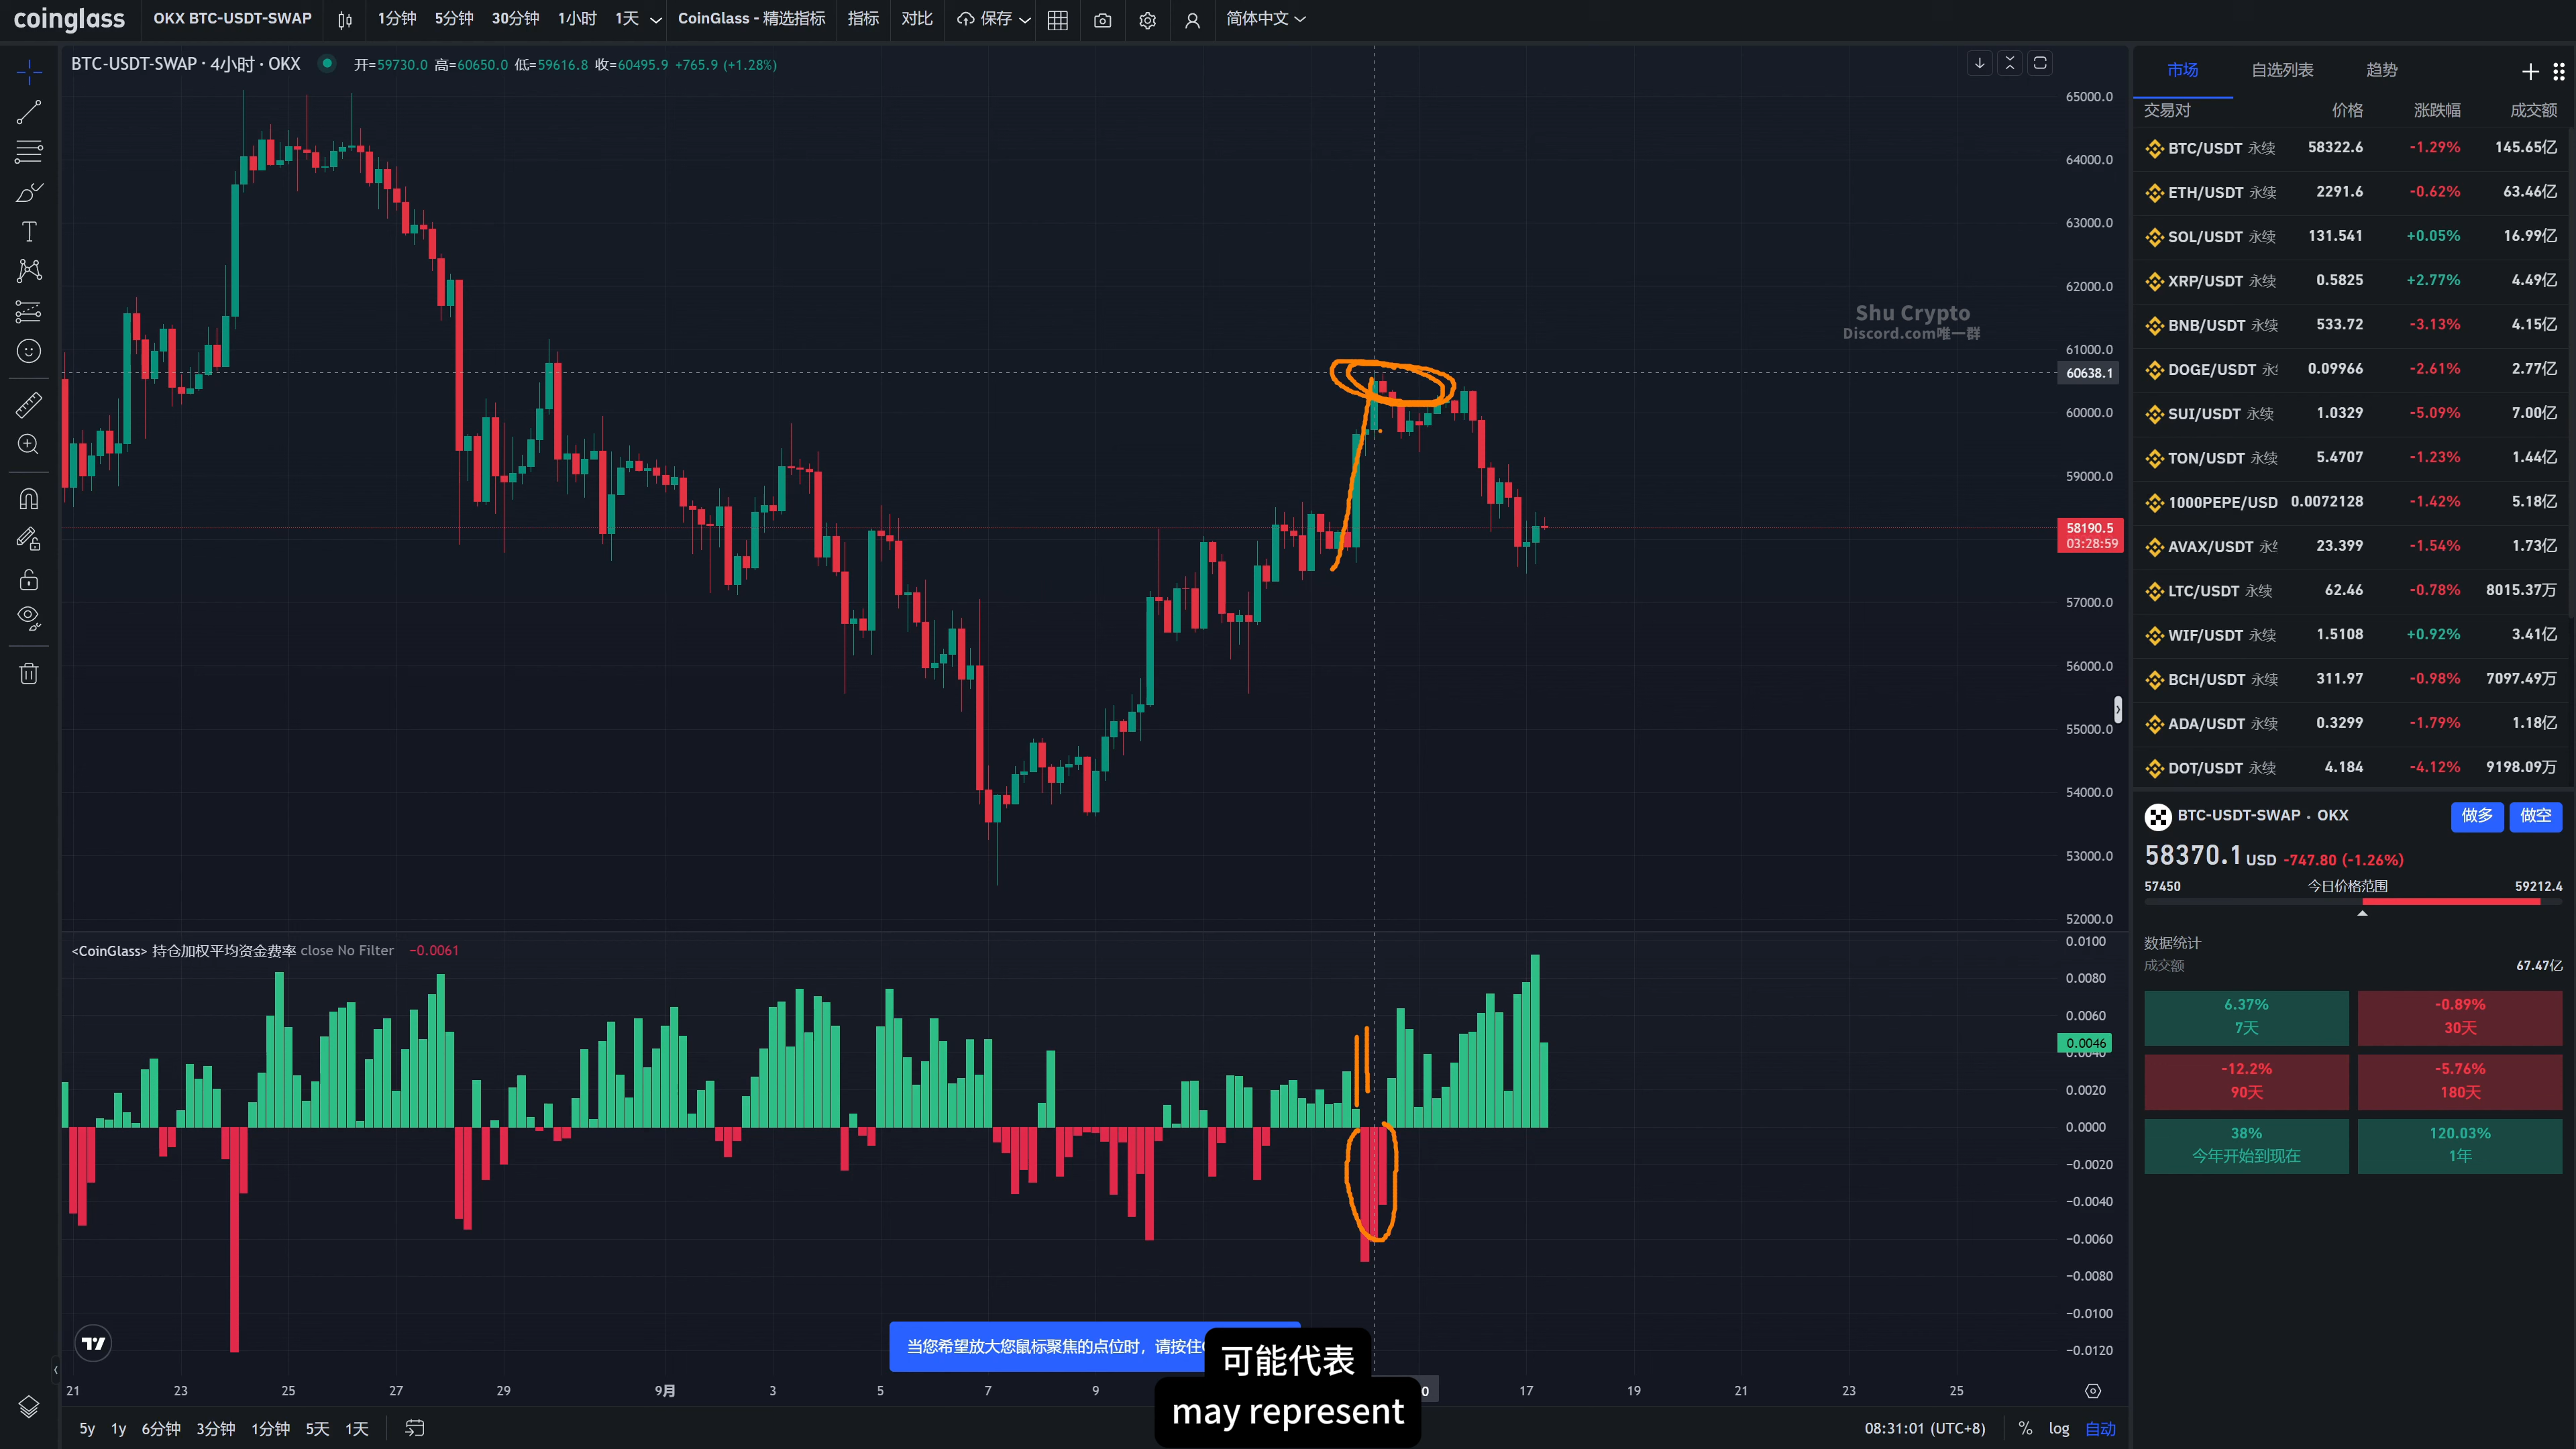 coinglass OKX BTC-USDT-SWAP 1分钟 5分钟 30分钟 1小时 1天 CoinGlass - 精选指标 指标 对比 保存 简体中文
BTC-USDT-SWAP · 4小时 · OKX 开=59730.0 高=60650.0 低=59616.8 收=60495.9 +765.9 (+1.28%)
65000.0
64000.0
63000.0
62000.0
61000.0
60638.1
60000.0
59000.0
58190.5
03:28:59
57000.0
56000.0
55000.0
54000.0
53000.0
52000.0
Shu Crypto
Discord.com唯一群
<CoinGlass> 持仓加权平均资金费率 close No Filter −0.0061
0.0100
0.0080
0.0060
0.0046
0.0040
0.0020
0.0000
−0.0020
−0.0040
−0.0060
−0.0080
−0.0100
−0.0120
当您希望放大您鼠标聚焦的点位时，请按住
可能代表
may represent
21 23 25 27 29 9月 3 5 7 9 17 19 21 23 25
5y 1y 6分钟 3分钟 1分钟 5天 1天 08:31:01 (UTC+8) % log 自动
市场 自选列表 趋势
交易对 价格 涨跌幅 成交额
BTC/USDT 永续 58322.6 -1.29% 145.65亿
ETH/USDT 永续 2291.6 -0.62% 63.46亿
SOL/USDT 永续 131.541 +0.05% 16.99亿
XRP/USDT 永续 0.5825 +2.77% 4.49亿
BNB/USDT 永续 533.72 -3.13% 4.15亿
DOGE/USDT 永 0.09966 -2.61% 2.77亿
SUI/USDT 永续 1.0329 -5.09% 7.00亿
TON/USDT 永续 5.4707 -1.23% 1.44亿
1000PEPE/USD 0.0072128 -1.42% 5.18亿
AVAX/USDT 永 23.399 -1.54% 1.73亿
LTC/USDT 永续 62.46 -0.78% 8015.37万
WIF/USDT 永续 1.5108 +0.92% 3.41亿
BCH/USDT 永续 311.97 -0.98% 7097.49万
ADA/USDT 永续 0.3299 -1.79% 1.18亿
DOT/USDT 永续 4.184 -4.12% 9198.09万
BTC-USDT-SWAP · OKX 做多 做空
58370.1 USD -747.80 (-1.26%)
57450 今日价格范围 59212.4
数据统计
成交额 67.47亿
6.37% -0.89%
7天 30天
-12.2% -5.76%
90天 180天
38% 120.03%
今年开始到现在 1年